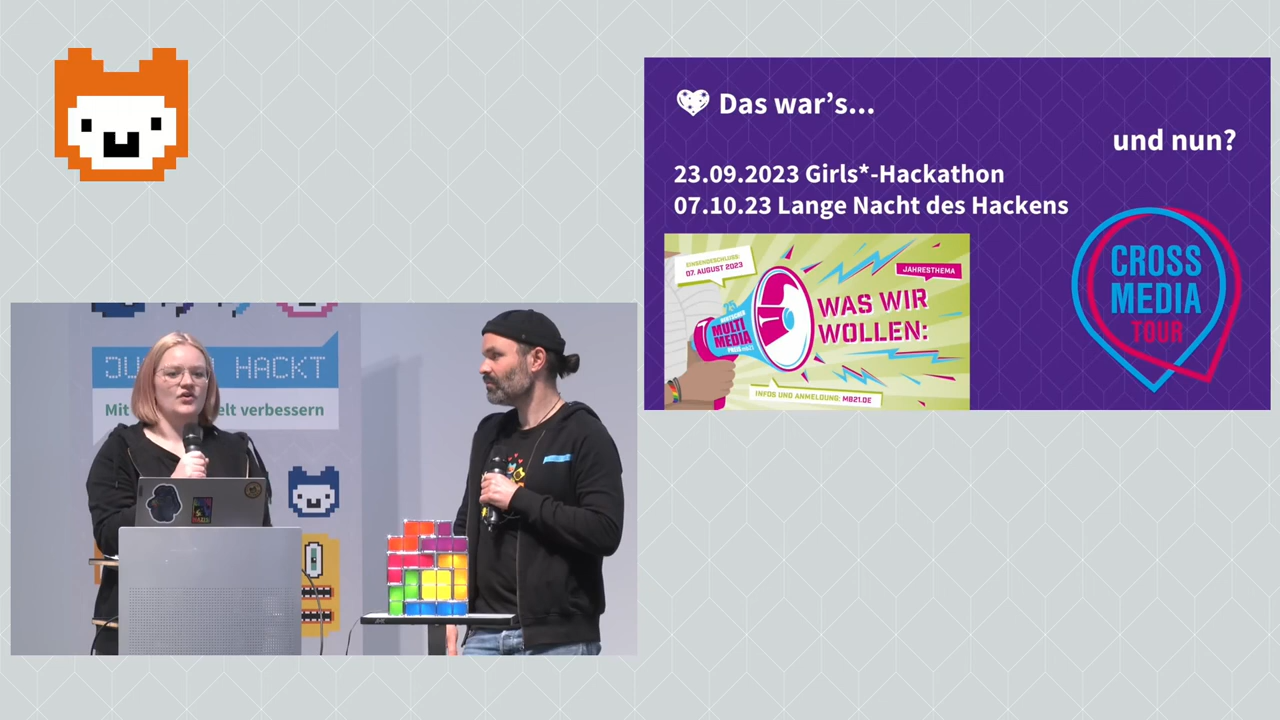 Das war's...
und nun?
23.09.2023 Girls*-Hackathon
07.10.23 Lange Nacht des Hackens
EINSENDESCHLUSS:
07. AUGUST 2023
JAHRESTHEMA
WAS WIR
WOLLEN:
MULTI
MEDIA
INFOS UND ANMELDUNG: MB21.DE
CROSS
MEDIA
TOUR
HACKT
Mit elt verbessern